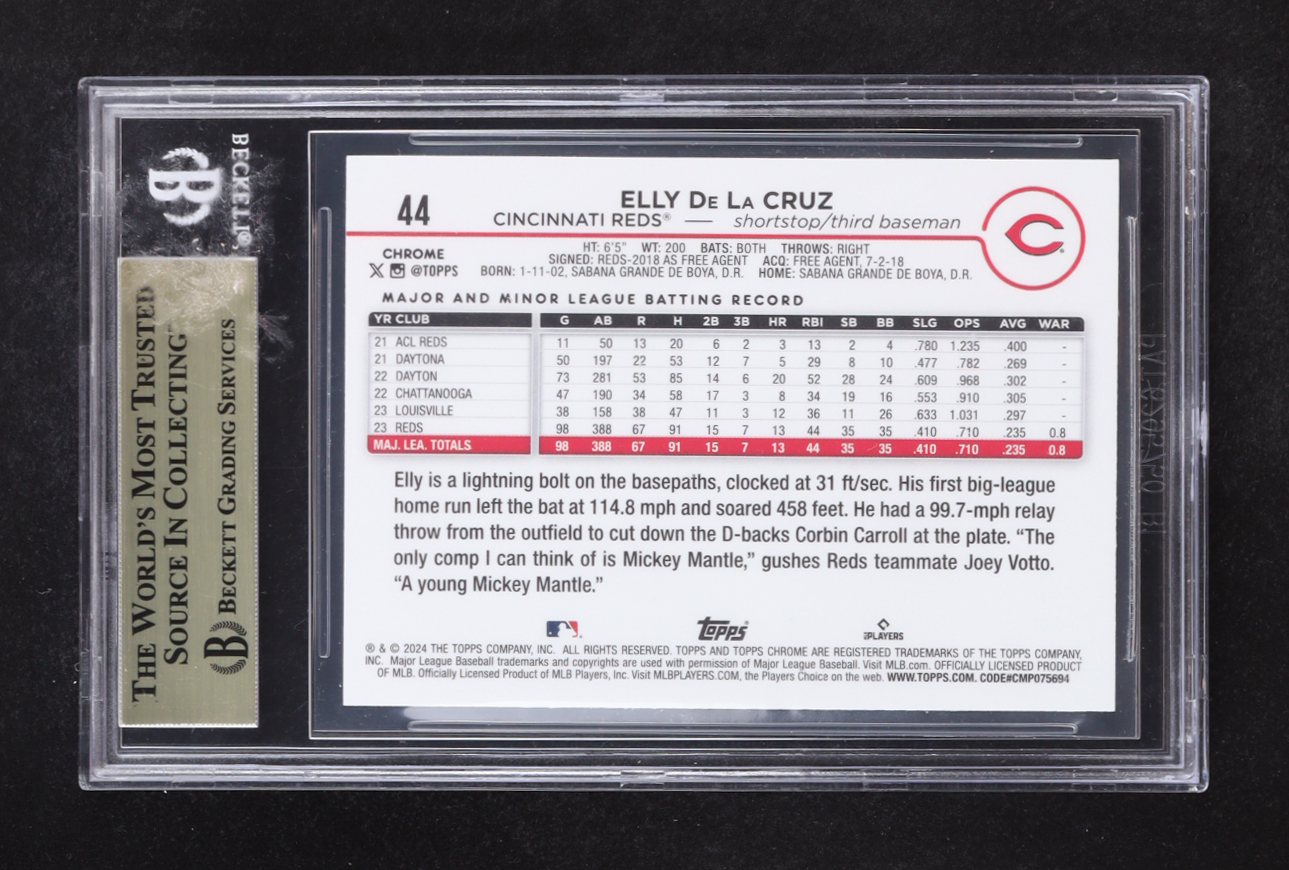 BECKETT®
THE WORLD'S MOST TRUSTED
SOURCE IN COLLECTING™
BECKETT GRADING SERVICES
44
ELLY DE LA CRUZ
CINCINNATI REDS® — shortstop/third baseman
CHROME
@TOPPS
HT: 6'5" WT: 200 BATS: BOTH THROWS: RIGHT
SIGNED: REDS-2018 AS FREE AGENT ACQ: FREE AGENT, 7-2-18
BORN: 1-11-02, SABANA GRANDE DE BOYA, D.R. HOME: SABANA GRANDE DE BOYA, D.R.
MAJOR AND MINOR LEAGUE BATTING RECORD
YR CLUB G AB R H 2B 3B HR RBI SB BB SLG OPS AVG WAR
21 ACL REDS 11 50 13 20 6 2 3 13 2 4 .780 1.235 .400 -
21 DAYTONA 50 197 22 53 12 7 5 29 8 10 .477 .782 .269 -
22 DAYTON 73 281 53 85 14 6 20 52 28 24 .609 .968 .302 -
22 CHATTANOOGA 47 190 34 58 17 3 8 34 19 16 .553 .910 .305 -
23 LOUISVILLE 38 158 38 47 11 3 12 36 11 26 .633 1.031 .297 -
23 REDS 98 388 67 91 15 7 13 44 35 35 .410 .710 .235 0.8
MAJ. LEA. TOTALS 98 388 67 91 15 7 13 44 35 35 .410 .710 .235 0.8
Elly is a lightning bolt on the basepaths, clocked at 31 ft/sec. His first big-league
home run left the bat at 114.8 mph and soared 458 feet. He had a 99.7-mph relay
throw from the outfield to cut down the D-backs Corbin Carroll at the plate. “The
only comp I can think of is Mickey Mantle,” gushes Reds teammate Joey Votto.
“A young Mickey Mantle.”
Topps®
PLAYERS
® & © 2024 THE TOPPS COMPANY, INC. ALL RIGHTS RESERVED. TOPPS AND TOPPS CHROME ARE REGISTERED TRADEMARKS OF THE TOPPS COMPANY,
INC. Major League Baseball trademarks and copyrights are used with permission of Major League Baseball. Visit MLB.com. OFFICIALLY LICENSED PRODUCT
OF MLB. Officially Licensed Product of MLB Players, Inc. Visit MLBPLAYERS.COM, the Players Choice on the web. WWW.TOPPS.COM. CODE#CMP075694